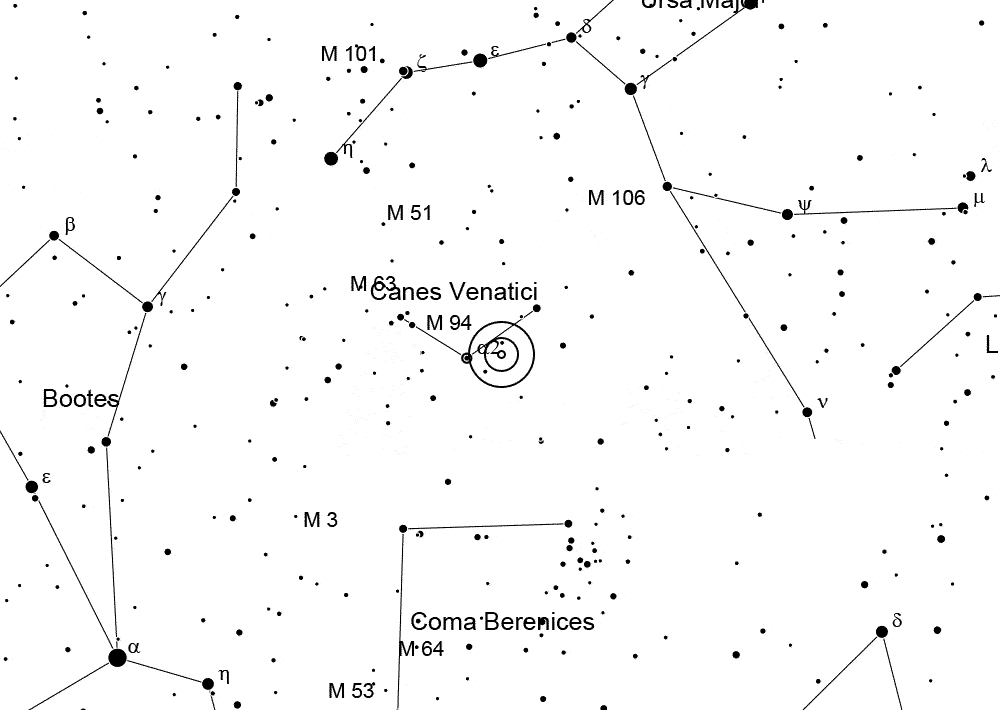 Ursa Major
δ
ε
M 101
ζ
γ
η
λ
M 106
μ
ψ
M 51
β
M 63
Canes Venatici
γ
M 94
α2
L
Bootes
ν
ε
M 3
Coma Berenices
δ
α
M 64
η
M 53